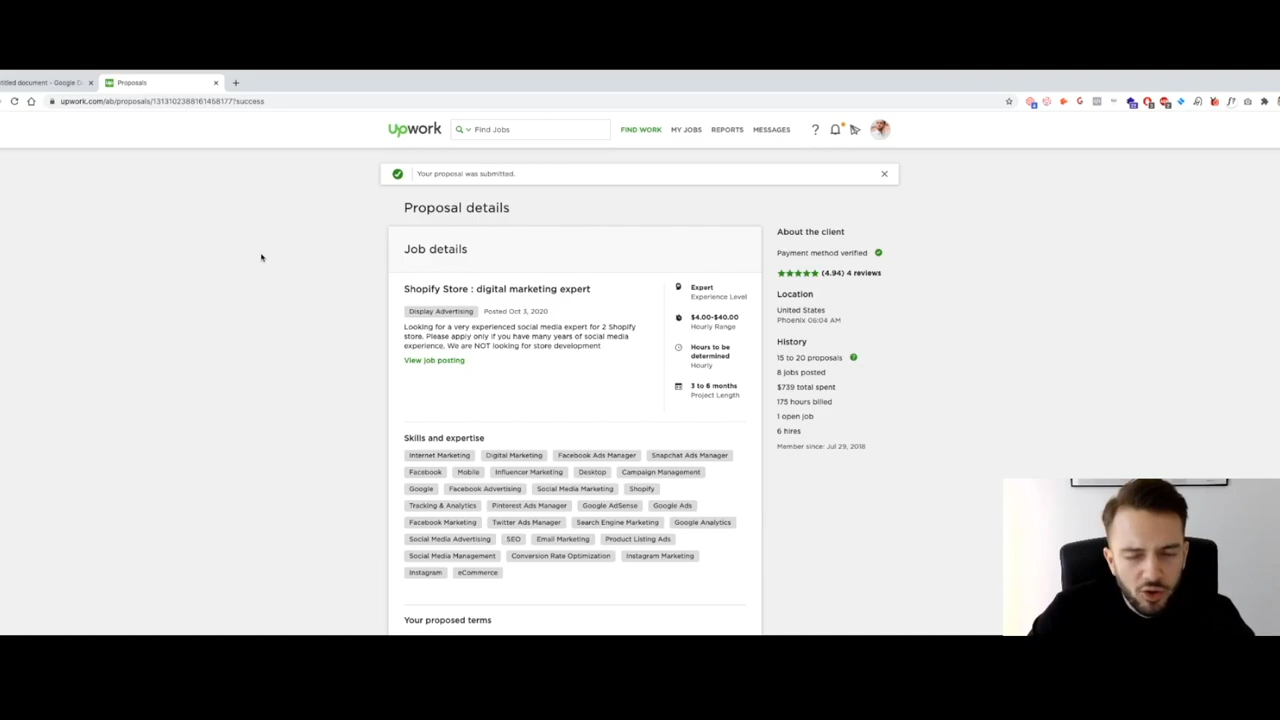 titled document - Google D
Proposals
upwork.com/ab/proposals/1313102388161458177?success
upwork
Find Jobs
FIND WORK
MY JOBS
REPORTS
MESSAGES
Your proposal was submitted.
Proposal details
Job details
Shopify Store : digital marketing expert
Display Advertising Posted Oct 3, 2020
Looking for a very experienced social media expert for 2 Shopify
store. Please apply only if you have many years of social media
experience. We are NOT looking for store development
View job posting
Expert
Experience Level
$4.00-$40.00
Hourly Range
Hours to be
determined
Hourly
3 to 6 months
Project Length
Skills and expertise
Internet Marketing Digital Marketing Facebook Ads Manager Snapchat Ads Manager
Facebook Mobile Influencer Marketing Desktop Campaign Management
Google Facebook Advertising Social Media Marketing Shopify
Tracking & Analytics Pinterest Ads Manager Google AdSense Google Ads
Facebook Marketing Twitter Ads Manager Search Engine Marketing Google Analytics
Social Media Advertising SEO Email Marketing Product Listing Ads
Social Media Management Conversion Rate Optimization Instagram Marketing
Instagram eCommerce
Your proposed terms
About the client
Payment method verified
(4.94) 4 reviews
Location
United States
Phoenix 06:04 AM
History
15 to 20 proposals
8 jobs posted
$739 total spent
175 hours billed
1 open job
6 hires
Member since: Jul 29, 2018